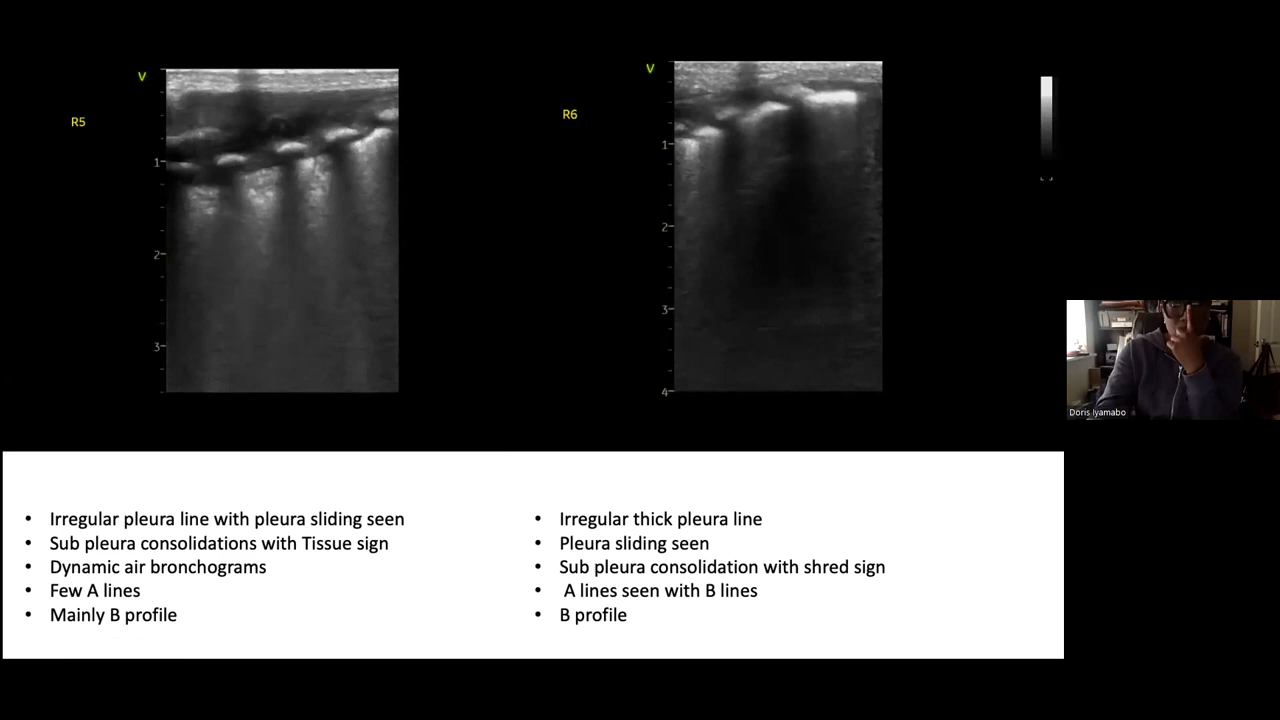 V
R5
1
2
3
V
R6
1
2
3
4
Doris Iyamabo
• Irregular pleura line with pleura sliding seen
• Sub pleura consolidations with Tissue sign
• Dynamic air bronchograms
• Few A lines
• Mainly B profile
• Irregular thick pleura line
• Pleura sliding seen
• Sub pleura consolidation with shred sign
• A lines seen with B lines
• B profile